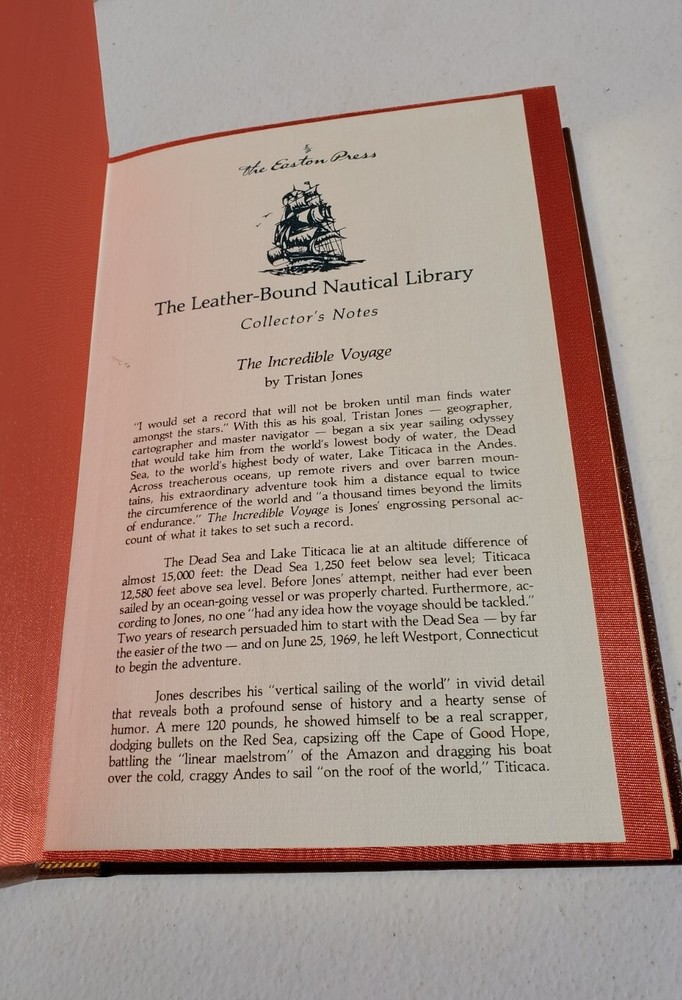 The Easton Press
The Leather-Bound Nautical Library
Collector's Notes
The Incredible Voyage
by Tristan Jones
"I would set a record that will not be broken until man finds water
amongst the stars." With this as his goal, Tristan Jones — geographer,
cartographer and master navigator — began a six year sailing odyssey
that would take him from the world's lowest body of water, the Dead
Sea, to the world's highest body of water, Lake Titicaca in the Andes.
Across treacherous oceans, up remote rivers and over barren moun-
tains, his extraordinary adventure took him a distance equal to twice
the circumference of the world and "a thousand times beyond the limits
of endurance." The Incredible Voyage is Jones' engrossing personal ac-
count of what it takes to set such a record.
The Dead Sea and Lake Titicaca lie at an altitude difference of
almost 15,000 feet: the Dead Sea 1,250 feet below sea level; Titicaca
12,580 feet above sea level. Before Jones' attempt, neither had ever been
sailed by an ocean-going vessel or was properly charted. Furthermore, ac-
cording to Jones, no one "had any idea how the voyage should be tackled."
Two years of research persuaded him to start with the Dead Sea — by far
the easier of the two — and on June 25, 1969, he left Westport, Connecticut
to begin the adventure.
Jones describes his "vertical sailing of the world" in vivid detail
that reveals both a profound sense of history and a hearty sense of
humor. A mere 120 pounds, he showed himself to be a real scrapper,
dodging bullets on the Red Sea, capsizing off the Cape of Good Hope,
battling the "linear maelstrom" of the Amazon and dragging his boat
over the cold, craggy Andes to sail "on the roof of the world," Titicaca.